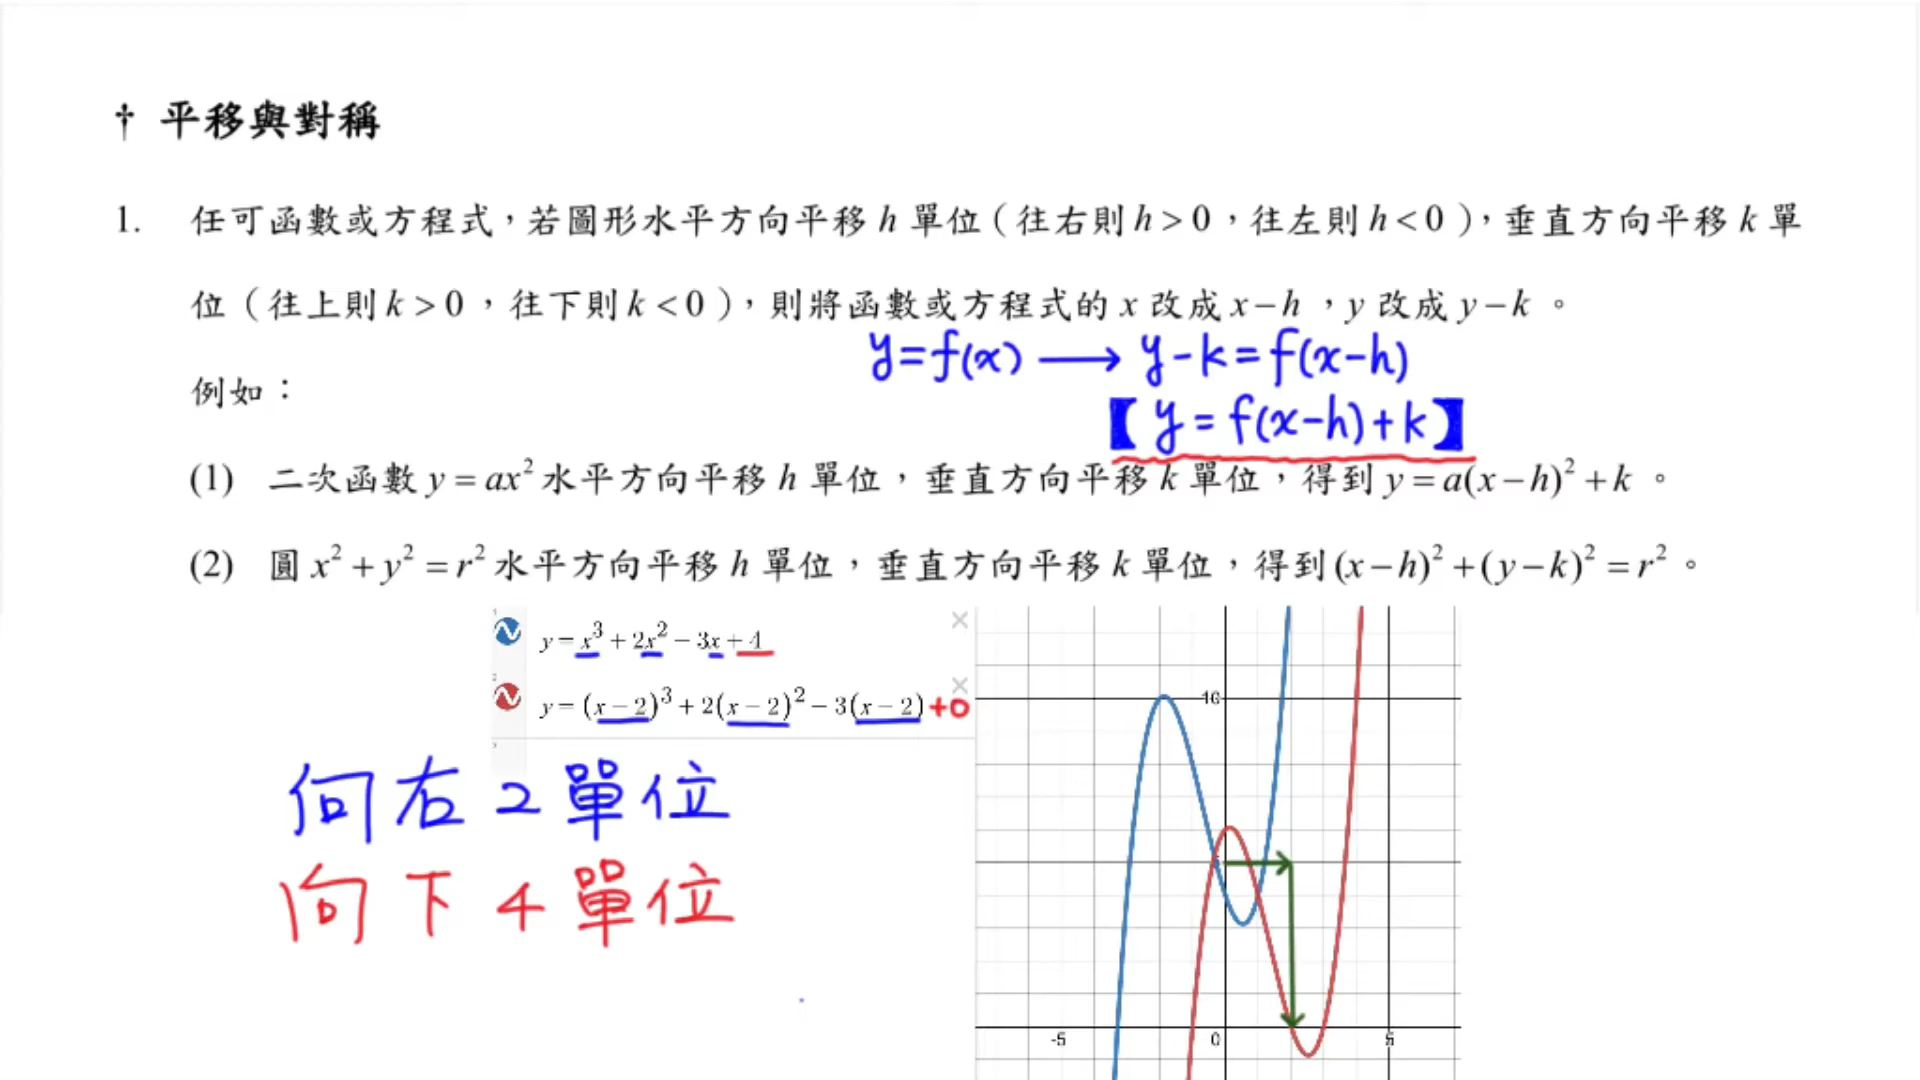 † 平移與對稱
1. 任可函數或方程式，若圖形水平方向平移 h 單位（往右則 h > 0，往左則 h < 0），垂直方向平移 k 單
位（往上則 k > 0，往下則 k < 0），則將函數或方程式的 x 改成 x − h，y 改成 y − k。
y=f(x) ⟶ y-k=f(x-h)
例如：
【y=f(x-h)+k】
(1) 二次函數 y = ax² 水平方向平移 h 單位，垂直方向平移 k 單位，得到 y = a(x − h)² + k。
(2) 圓 x² + y² = r² 水平方向平移 h 單位，垂直方向平移 k 單位，得到 (x − h)² + (y − k)² = r²。
y = x³ + 2x² − 3x + 4
y = (x − 2)³ + 2(x − 2)² − 3(x − 2) +0
向右2單位
向下4單位
10
-5 0 5